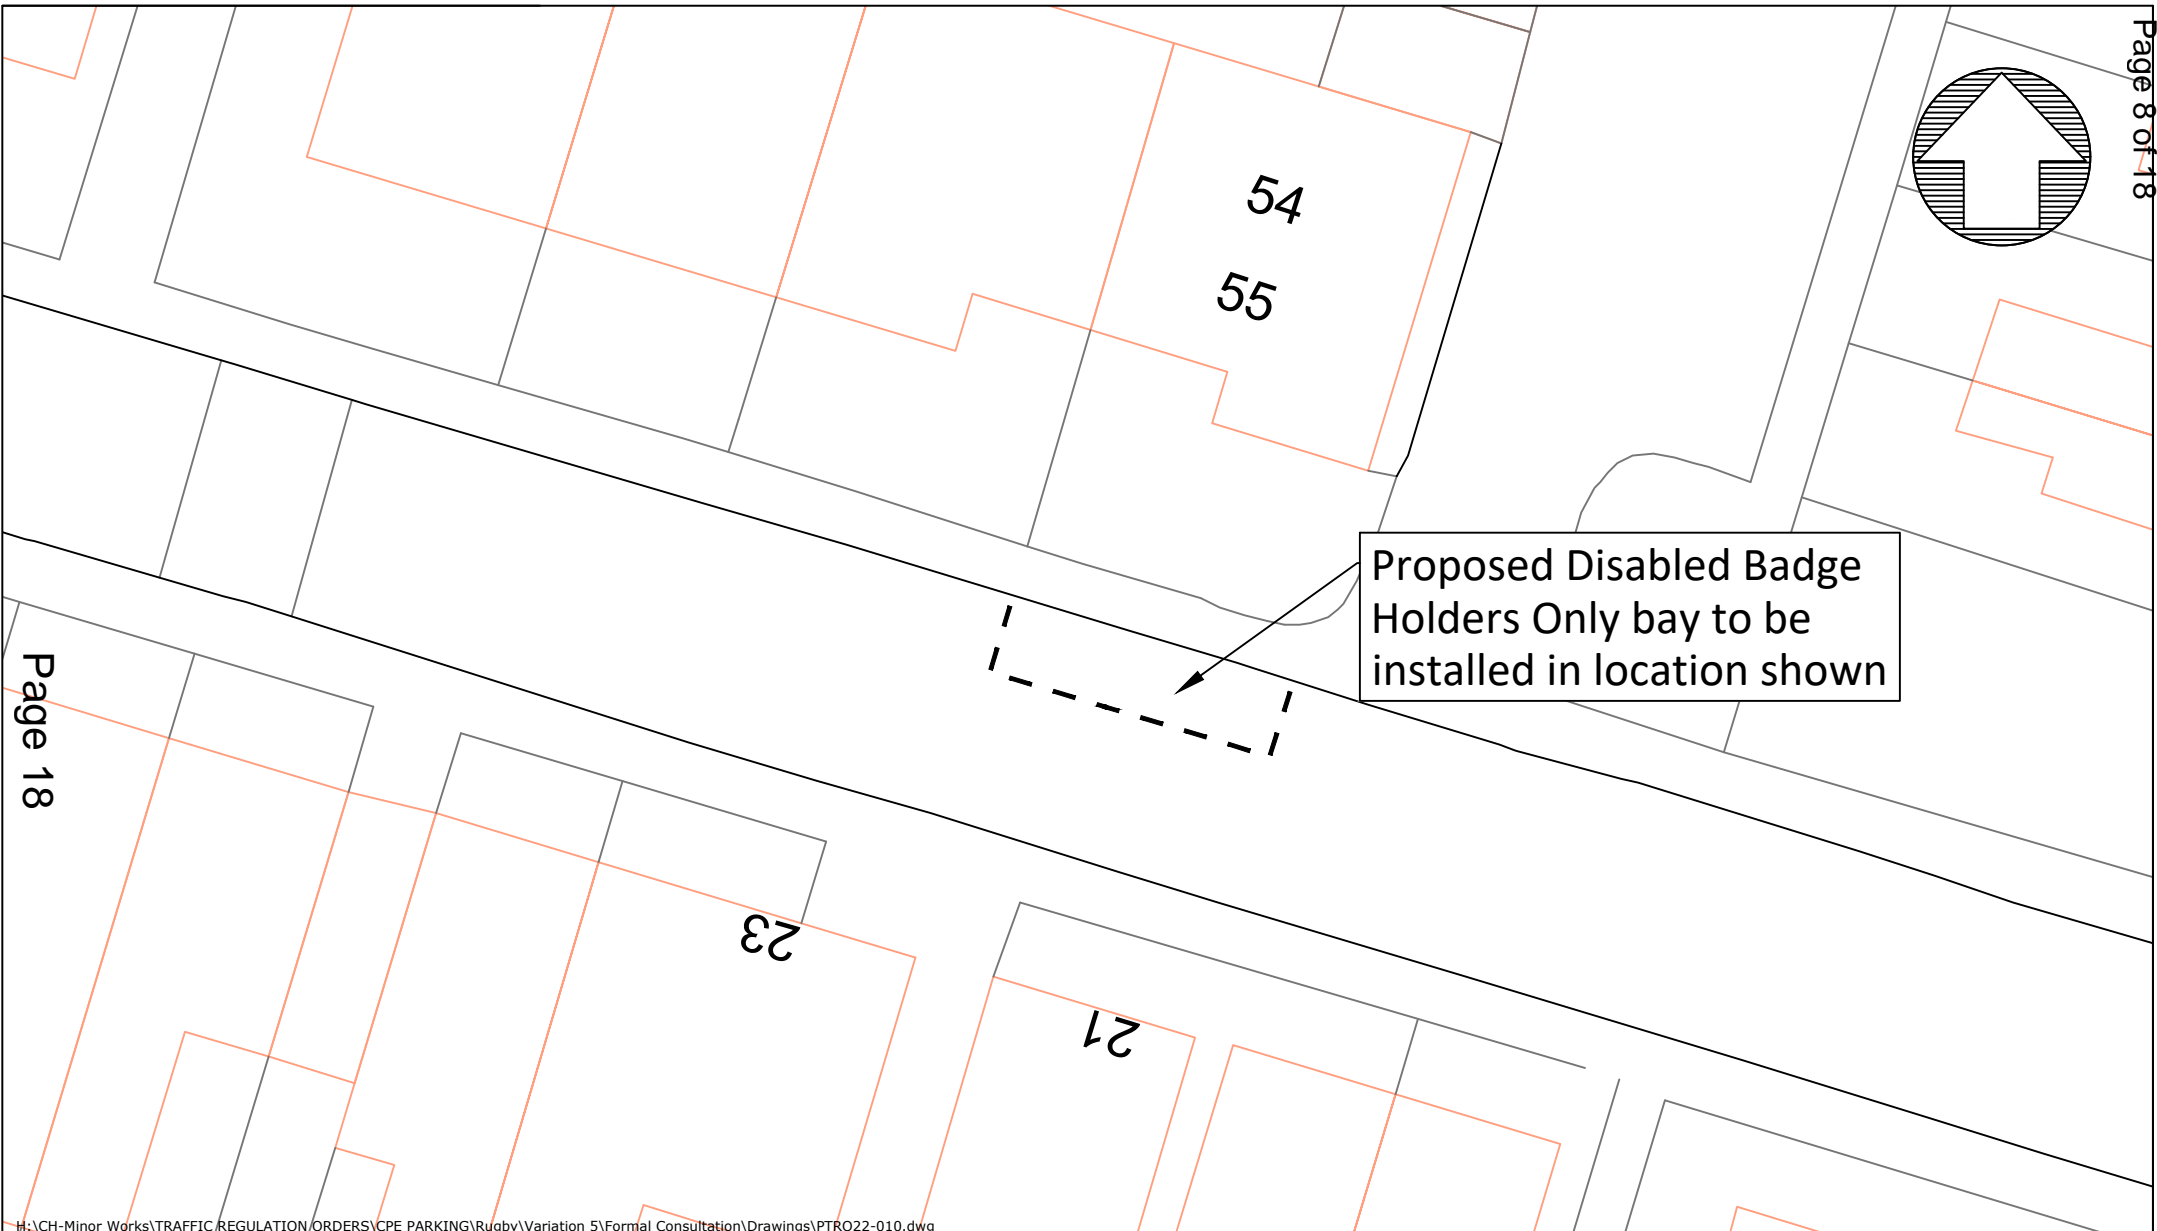 Page 8 of 18
54
55
Proposed Disabled Badge
Holders Only bay to be
installed in location shown
Page 18
23
21
H:\CH-Minor Works\TRAFFIC REGULATION ORDERS\CPE PARKING\Rugby\Variation 5\Formal Consultation\Drawings\PTRO22-010.dwg